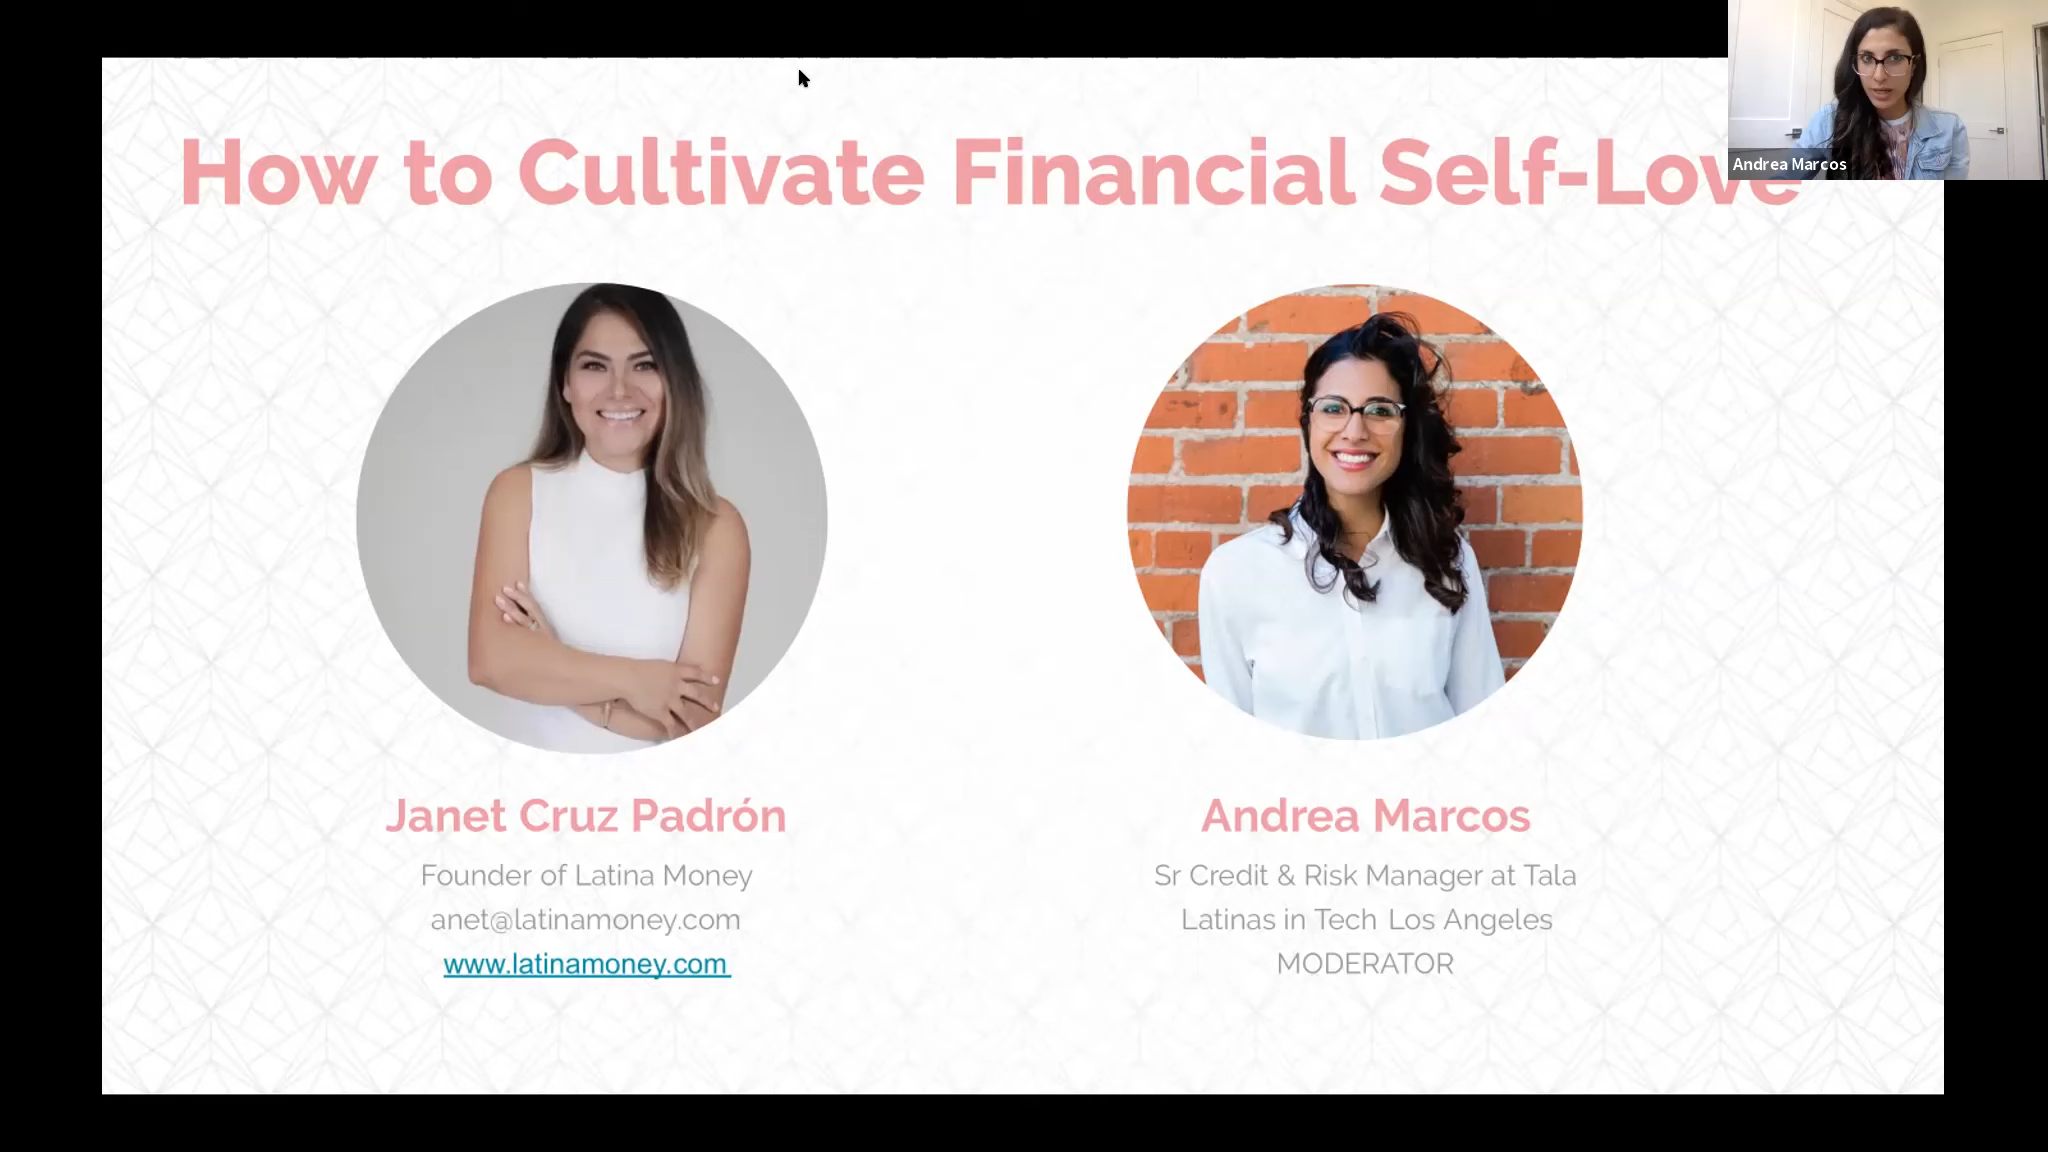 How to Cultivate Financial Self-Love
Andrea Marcos
Janet Cruz Padrón
Founder of Latina Money
anet@latinamoney.com
www.latinamoney.com
Andrea Marcos
Sr Credit & Risk Manager at Tala
Latinas in Tech Los Angeles
MODERATOR